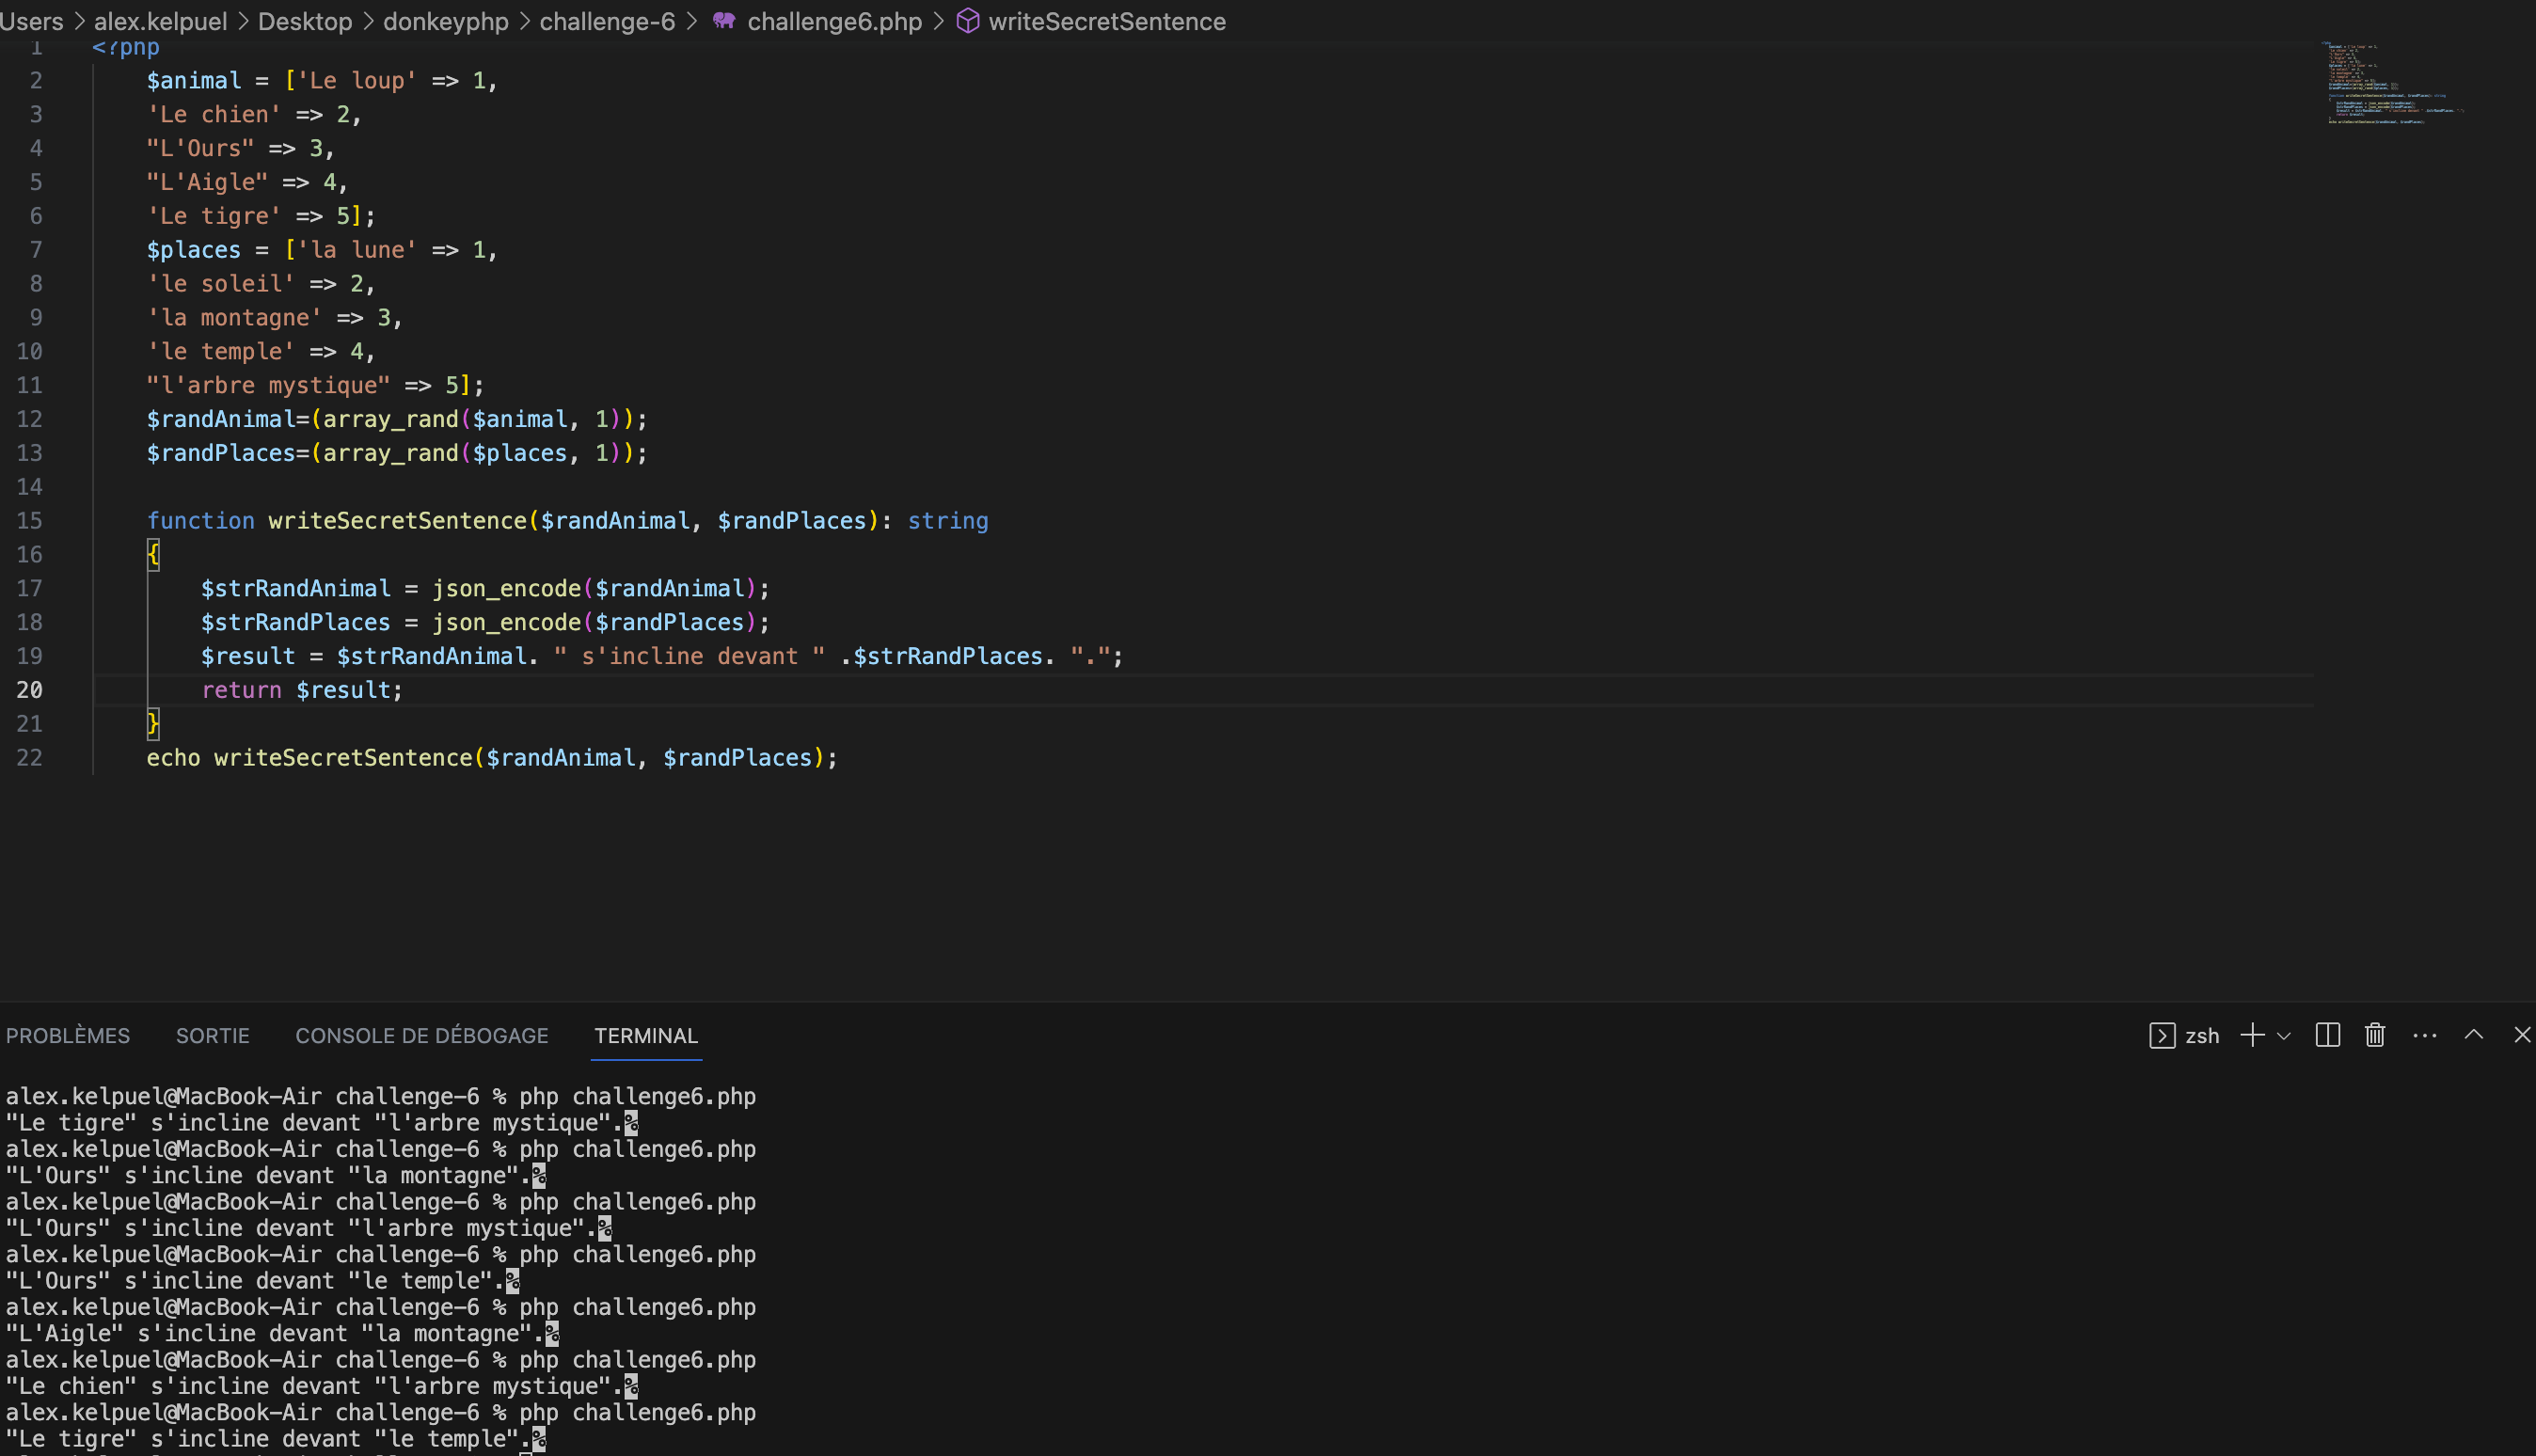 Users > alex.kelpuel > Desktop > donkeyphp > challenge-6 > challenge6.php > writeSecretSentence
1 <?php
2 $animal = ['Le loup' => 1,
3 'Le chien' => 2,
4 "L'Ours" => 3,
5 "L'Aigle" => 4,
6 'Le tigre' => 5];
7 $places = ['la lune' => 1,
8 'le soleil' => 2,
9 'la montagne' => 3,
10 'le temple' => 4,
11 "l'arbre mystique" => 5];
12 $randAnimal=(array_rand($animal, 1));
13 $randPlaces=(array_rand($places, 1));
14
15 function writeSecretSentence($randAnimal, $randPlaces): string
16 {
17 $strRandAnimal = json_encode($randAnimal);
18 $strRandPlaces = json_encode($randPlaces);
19 $result = $strRandAnimal. " s'incline devant " .$strRandPlaces. ".";
20 return $result;
21 }
22 echo writeSecretSentence($randAnimal, $randPlaces);
PROBLÈMES SORTIE CONSOLE DE DÉBOGAGE TERMINAL zsh
alex.kelpuel@MacBook-Air challenge-6 % php challenge6.php
"Le tigre" s'incline devant "l'arbre mystique".%
alex.kelpuel@MacBook-Air challenge-6 % php challenge6.php
"L'Ours" s'incline devant "la montagne".%
alex.kelpuel@MacBook-Air challenge-6 % php challenge6.php
"L'Ours" s'incline devant "l'arbre mystique".%
alex.kelpuel@MacBook-Air challenge-6 % php challenge6.php
"L'Ours" s'incline devant "le temple".%
alex.kelpuel@MacBook-Air challenge-6 % php challenge6.php
"L'Aigle" s'incline devant "la montagne".%
alex.kelpuel@MacBook-Air challenge-6 % php challenge6.php
"Le chien" s'incline devant "l'arbre mystique".%
alex.kelpuel@MacBook-Air challenge-6 % php challenge6.php
"Le tigre" s'incline devant "le temple".%